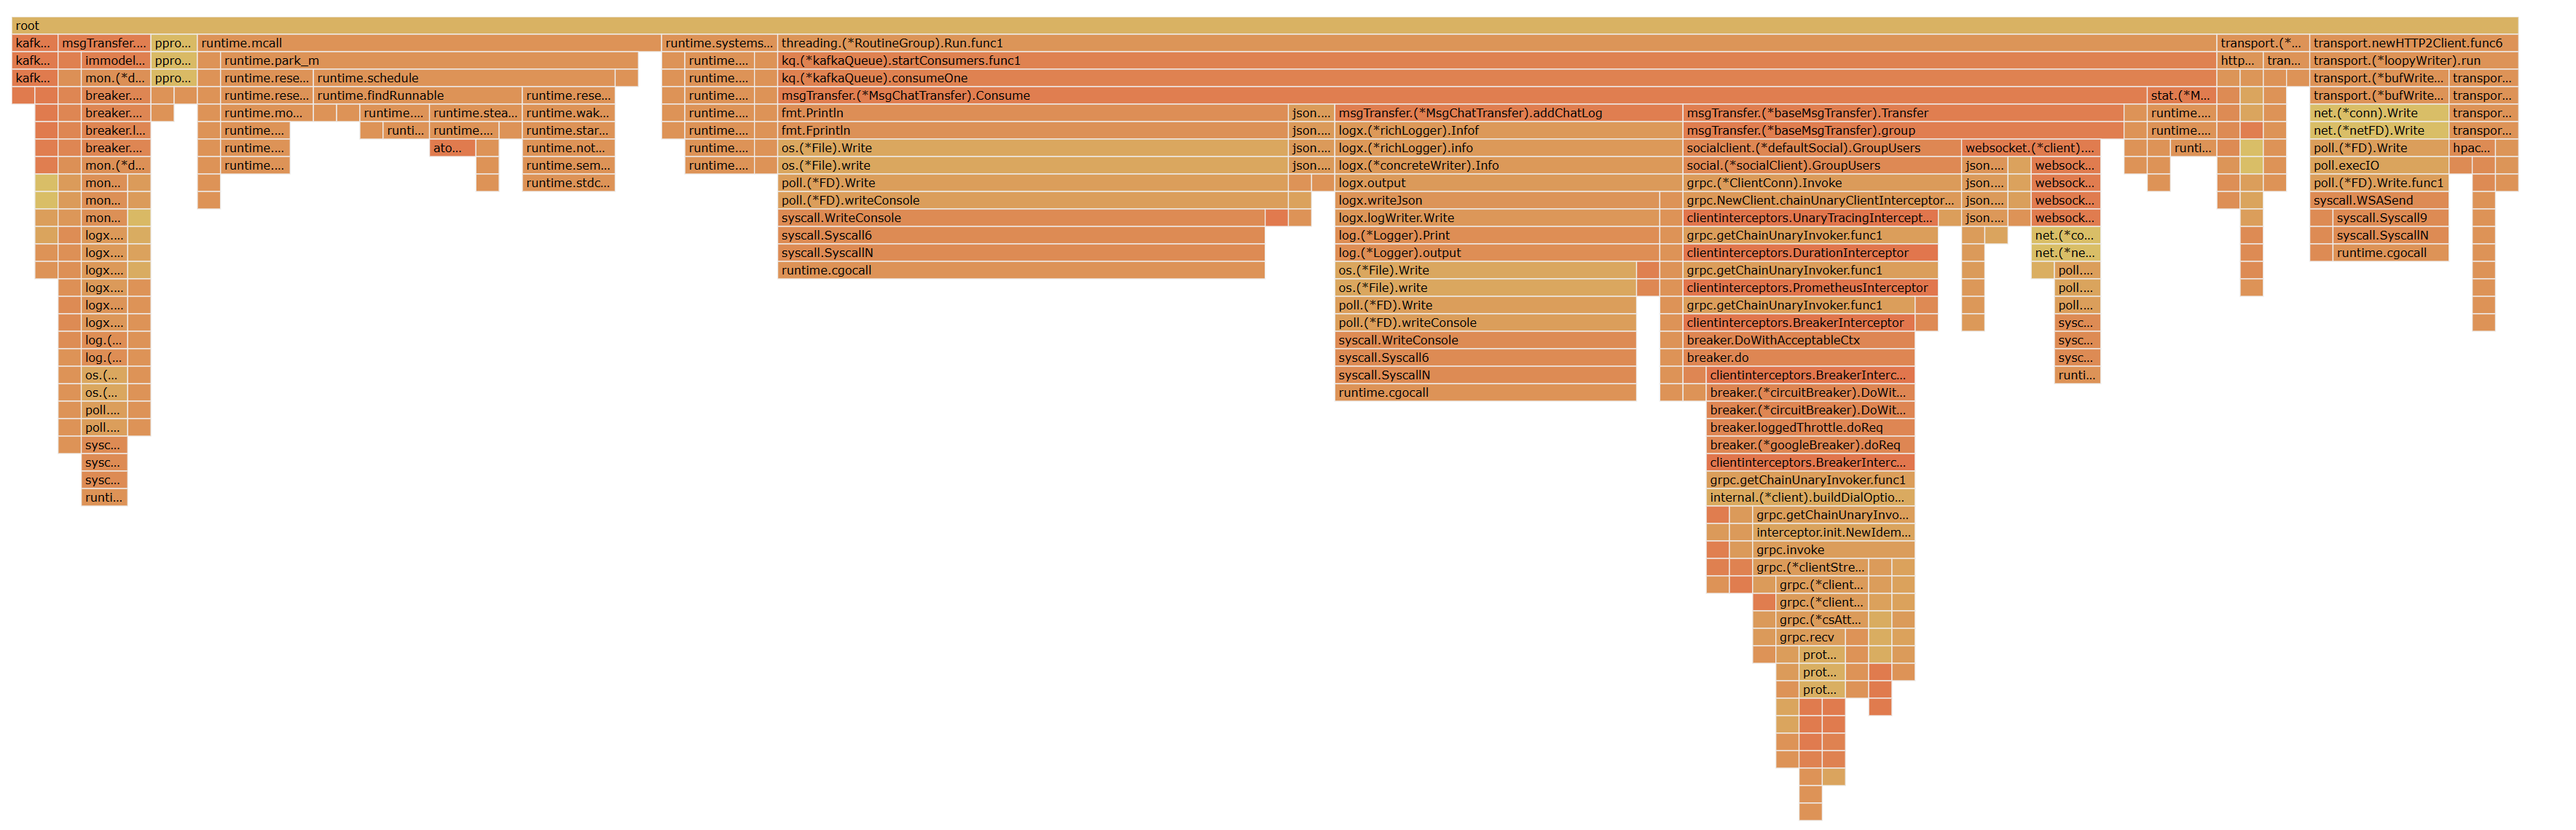 root
kafk... msgTransfer.... ppro... runtime.mcall runtime.systems... threading.(*RoutineGroup).Run.func1 transport.(*... transport.newHTTP2Client.func6
kafk... immodel... ppro... runtime.park_m runtime.... kq.(*kafkaQueue).startConsumers.func1 http... tran... transport.(*loopyWriter).run
kafk... mon.(*d... ppro... runtime.rese... runtime.schedule runtime.... kq.(*kafkaQueue).consumeOne transport.(*bufWrite... transpor...
breaker.... runtime.rese... runtime.findRunnable runtime.rese... runtime.... msgTransfer.(*MsgChatTransfer).Consume stat.(*M... transport.(*bufWrite... transpor...
breaker.... runtime.mo... runtime.... runtime.stea... runtime.wak... runtime.... fmt.Println json.... msgTransfer.(*MsgChatTransfer).addChatLog msgTransfer.(*baseMsgTransfer).Transfer runtime.... net.(*conn).Write transpor...
breaker.l... runtime.... runti... runtime.... runtime.star... runtime.... fmt.Fprintln json.... logx.(*richLogger).Infof msgTransfer.(*baseMsgTransfer).group runtime.... net.(*netFD).Write transpor...
breaker.... runtime.... ato... runtime.not... runtime.... os.(*File).Write json.... logx.(*richLogger).info socialclient.(*defaultSocial).GroupUsers websocket.(*client).... runti... poll.(*FD).Write hpac...
mon.(*d... runtime.... runtime.sem... runtime.... os.(*File).write json.... logx.(*concreteWriter).Info social.(*socialClient).GroupUsers json.... websock... poll.execIO
mon... runtime.stdc... poll.(*FD).Write logx.output grpc.(*ClientConn).Invoke json.... websock... poll.(*FD).Write.func1
mon... poll.(*FD).writeConsole logx.writeJson grpc.NewClient.chainUnaryClientInterceptor... json.... websock... syscall.WSASend
mon... syscall.WriteConsole logx.logWriter.Write clientinterceptors.UnaryTracingIntercept... json.... websock... syscall.Syscall9
logx.... syscall.Syscall6 log.(*Logger).Print grpc.getChainUnaryInvoker.func1 net.(*co... syscall.SyscallN
logx.... syscall.SyscallN log.(*Logger).output clientinterceptors.DurationInterceptor net.(*ne... runtime.cgocall
logx.... runtime.cgocall os.(*File).Write grpc.getChainUnaryInvoker.func1 poll....
logx.... os.(*File).write clientinterceptors.PrometheusInterceptor poll....
logx.... poll.(*FD).Write grpc.getChainUnaryInvoker.func1 poll....
logx.... poll.(*FD).writeConsole clientinterceptors.BreakerInterceptor sysc...
log.(... syscall.WriteConsole breaker.DoWithAcceptableCtx sysc...
log.(... syscall.Syscall6 breaker.do sysc...
os.(... syscall.SyscallN clientinterceptors.BreakerInterc... runti...
os.(... runtime.cgocall breaker.(*circuitBreaker).DoWit...
poll.... breaker.(*circuitBreaker).DoWit...
poll.... breaker.loggedThrottle.doReq
sysc... breaker.(*googleBreaker).doReq
sysc... clientinterceptors.BreakerInterc...
sysc... grpc.getChainUnaryInvoker.func1
runti... internal.(*client).buildDialOptio...
grpc.getChainUnaryInvo...
interceptor.init.NewIdem...
grpc.invoke
grpc.(*clientStre...
grpc.(*client...
grpc.(*client...
grpc.(*csAtt...
grpc.recv
prot...
prot...
prot...